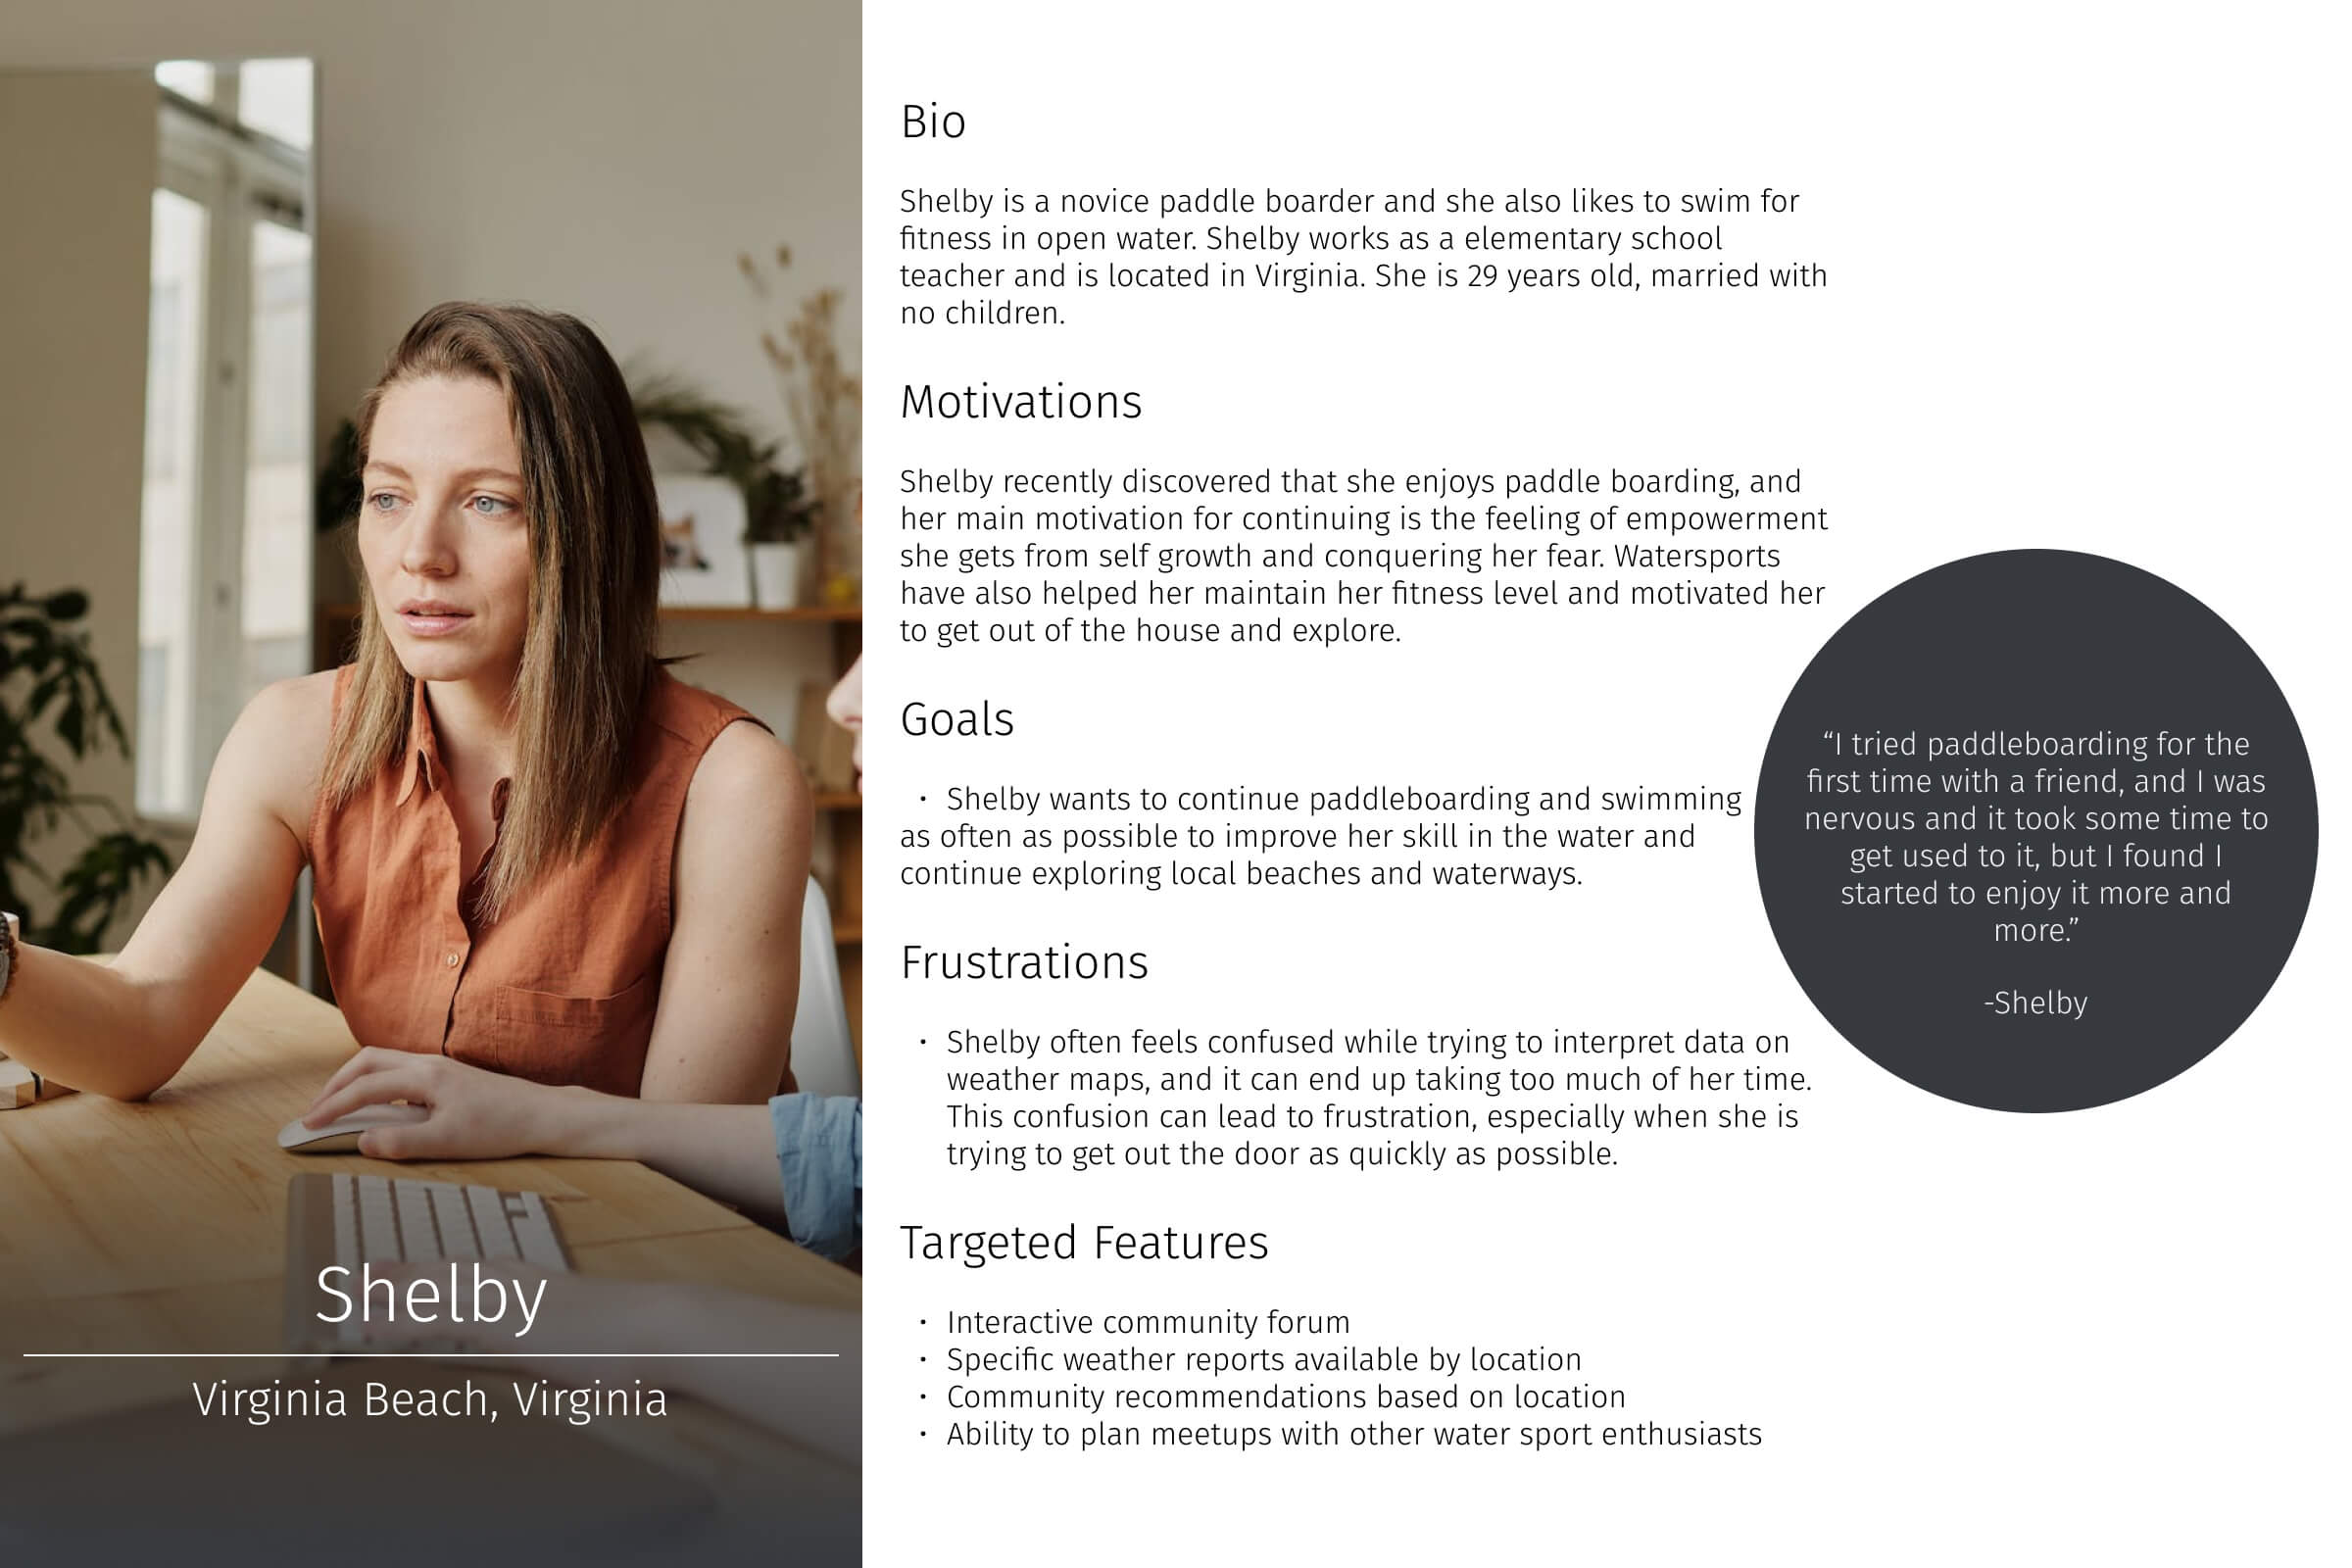 Shelby
Virginia Beach, Virginia
Bio
Shelby is a novice paddle boarder and she also likes to swim for
fitness in open water. Shelby works as a elementary school
teacher and is located in Virginia. She is 29 years old, married with
no children.
Motivations
Shelby recently discovered that she enjoys paddle boarding, and
her main motivation for continuing is the feeling of empowerment
she gets from self growth and conquering her fear. Watersports
have also helped her maintain her fitness level and motivated her
to get out of the house and explore.
Goals
• Shelby wants to continue paddleboarding and swimming
as often as possible to improve her skill in the water and
continue exploring local beaches and waterways.
Frustrations
• Shelby often feels confused while trying to interpret data on
weather maps, and it can end up taking too much of her time.
This confusion can lead to frustration, especially when she is
trying to get out the door as quickly as possible.
Targeted Features
• Interactive community forum
• Specific weather reports available by location
• Community recommendations based on location
• Ability to plan meetups with other water sport enthusiasts
“I tried paddleboarding for the
first time with a friend, and I was
nervous and it took some time to
get used to it, but I found I
started to enjoy it more and
more.”
-Shelby